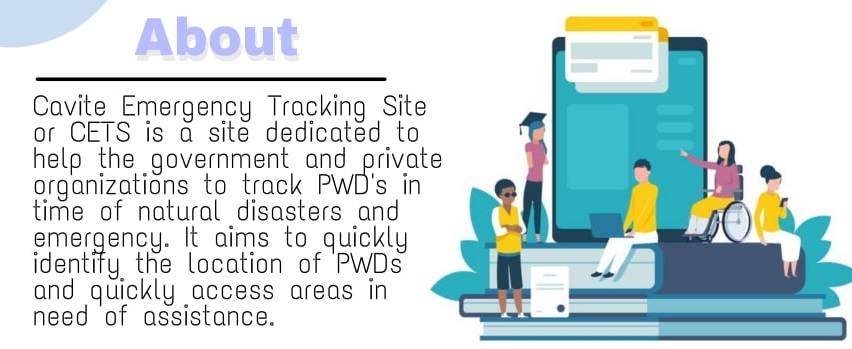 About
Cavite Emergency Tracking Site
or CETS is a site dedicated to
help the government and private
organizations to track PWD's in
time of natural disasters and
emergency. It aims to quickly
identify the location of PWDs
and quickly access areas in
need of assistance.